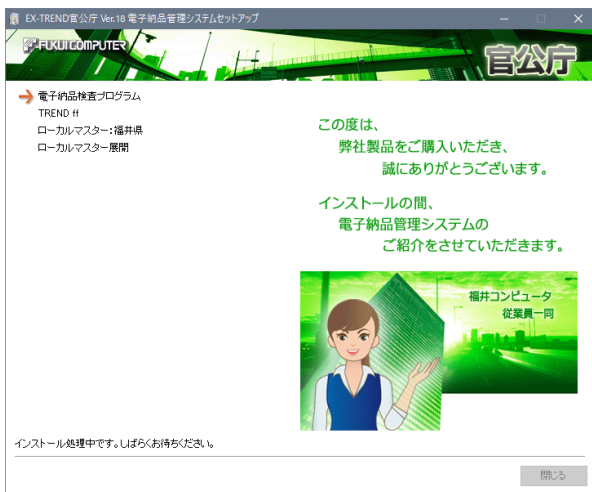 EX-TREND官公庁 Ver.18 電子納品管理システムセットアップ
FUKUI COMPUTER
官公庁
電子納品検査プログラム
TREND ff
ローカルマスター：福井県
ローカルマスター展開
この度は、
弊社製品をご購入いただき、
誠にありがとうございます。
インストールの間、
電子納品管理システムの
ご紹介をさせていただきます。
福井コンピュータ
従業員一同
インストール処理中です。しばらくお待ちください。
閉じる